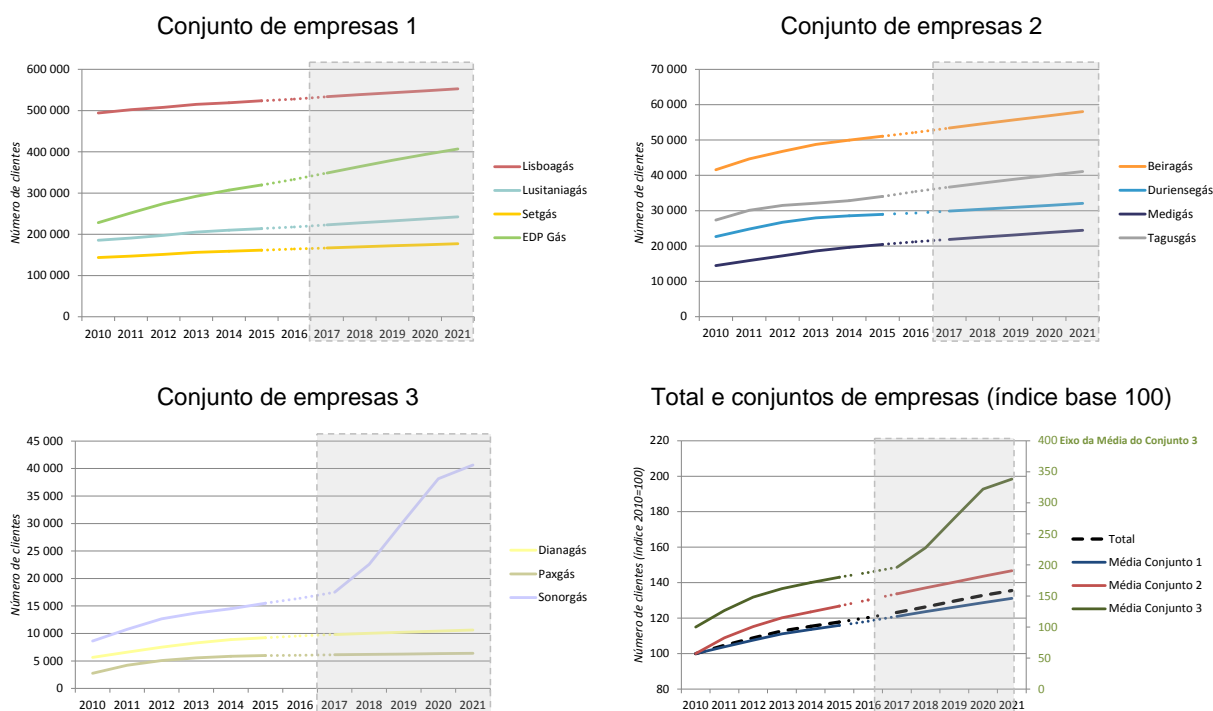 Conjunto de empresas 1
Número de clientes
600 000
500 000
400 000
300 000
200 000
100 000
0
2010 2011 2012 2013 2014 2015 2016 2017 2018 2019 2020 2021
Lisboagás
Lusitaniagás
Setgás
EDP Gás
Conjunto de empresas 2
Número de clientes
70 000
60 000
50 000
40 000
30 000
20 000
10 000
0
2010 2011 2012 2013 2014 2015 2016 2017 2018 2019 2020 2021
Beiragás
Duriensegás
Medigás
Tagusgás
Conjunto de empresas 3
Número de clientes
45 000
40 000
35 000
30 000
25 000
20 000
15 000
10 000
5 000
0
2010 2011 2012 2013 2014 2015 2016 2017 2018 2019 2020 2021
Dianagás
Paxgás
Sonorgás
Total e conjuntos de empresas (índice base 100)
Número de clientes (índice 2010=100)
220
200
180
160
140
120
100
80
400 Eixo da Média do Conjunto 3
350
300
250
200
150
100
50
0
2010 2011 2012 2013 2014 2015 2016 2017 2018 2019 2020 2021
Total
Média Conjunto 1
Média Conjunto 2
Média Conjunto 3